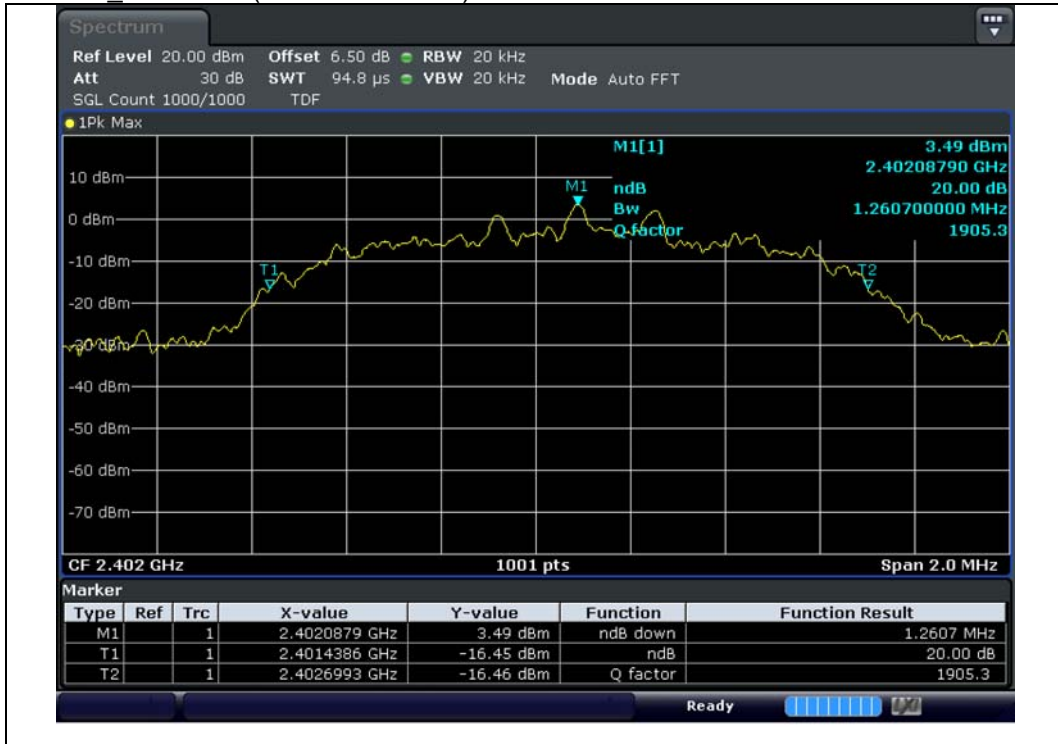 Spectrum
Ref Level 20.00 dBm Offset 6.50 dB RBW 20 kHz
Att 30 dB SWT 94.8 µs VBW 20 kHz Mode Auto FFT
SGL Count 1000/1000 TDF
1Pk Max
M1[1] 3.49 dBm
2.40208790 GHz
10 dBm
M1
ndB 20.00 dB
Bw 1.260700000 MHz
0 dBm
Q factor 1905.3
-10 dBm
T1
T2
-20 dBm
-30 dBm
-40 dBm
-50 dBm
-60 dBm
-70 dBm
CF 2.402 GHz 1001 pts Span 2.0 MHz
Marker
Type Ref Trc X-value Y-value Function Function Result
M1 1 2.4020879 GHz 3.49 dBm ndB down 1.2607 MHz
T1 1 2.4014386 GHz -16.45 dBm ndB 20.00 dB
T2 1 2.4026993 GHz -16.46 dBm Q factor 1905.3
Ready